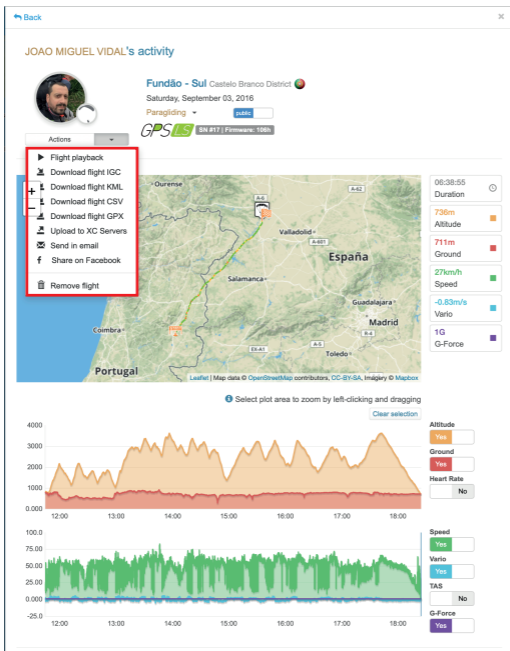 Back
×
JOAO MIGUEL VIDAL's activity
Fundão - Sul Castelo Branco District
Saturday, September 03, 2016
Paragliding
public
Actions
GPS LS SN #17 | Firmware: 106h
Flight playback
Download flight IGC
Download flight KML
Download flight CSV
Download flight GPX
Upload to XC Servers
Send in email
Share on Facebook
Remove flight
+
−
Ourense
A-6
A-62
Valladolid
A-601
España
Salamanca
Guadalajara
Madrid
R-4
Coimbra
EX-A1
A-5
Toledo
Portugal
Leaflet | Map data © OpenStreetMap contributors, CC-BY-SA, Imagery © Mapbox
06:38:55
Duration
736m
Altitude
711m
Ground
27km/h
Speed
-0.83m/s
Vario
1G
G-Force
Select plot area to zoom by left-clicking and dragging
Clear selection
4000
3000
2000
1000
0.000
12:00 13:00 14:00 15:00 16:00 17:00 18:00
Altitude
Yes
Ground
Yes
Heart Rate
No
100.0
75.00
50.00
25.00
0.000
-25.0
12:00 13:00 14:00 15:00 16:00 17:00 18:00
Speed
Yes
Vario
Yes
TAS
No
G-Force
Yes